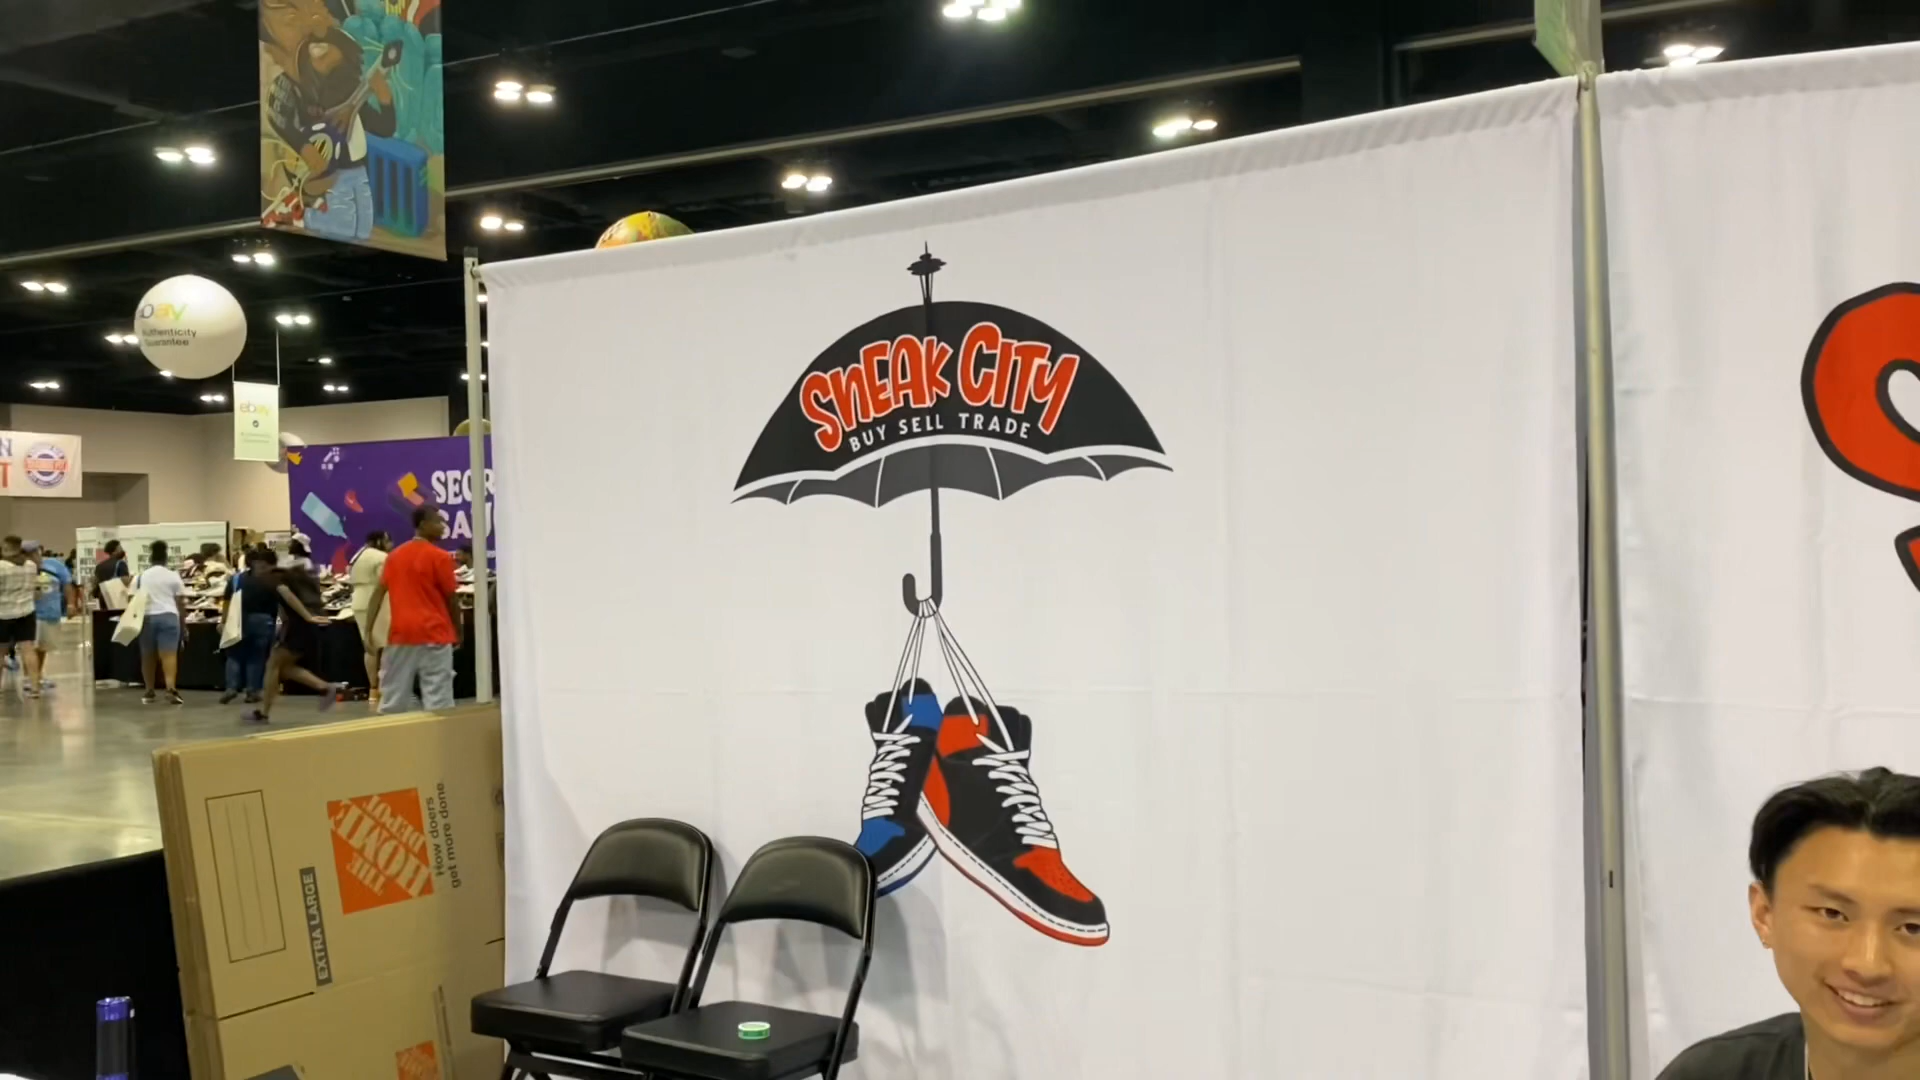 SNEAK CITY
BUY SELL TRADE
ebay
Authenticity
Guarantee
ebay
SECR
SAU
THE
HOME
DEPOT
How doers
get more done
EXTRA LARGE